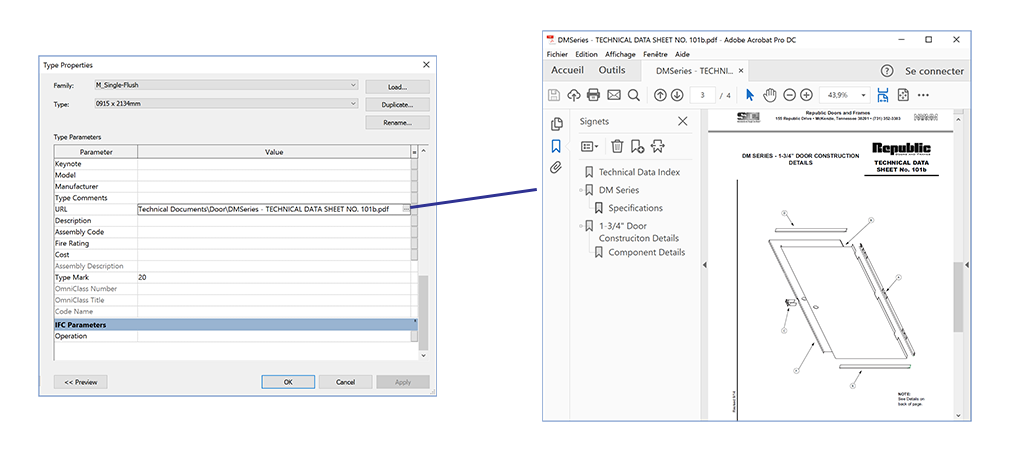 Type Properties
Family: M_Single-Flush Load...
Type: 0915 x 2134mm Duplicate...
Rename...
Type Parameters
Parameter Value =
Keynote
Model
Manufacturer
Type Comments
URL Technical Documents\Door\DMSeries - TECHNICAL DATA SHEET NO. 101b.pdf
Description
Assembly Code
Fire Rating
Cost
Assembly Description
Type Mark 20
OmniClass Number
OmniClass Title
Code Name
IFC Parameters
Operation
<< Preview OK Cancel Apply
DMSeries - TECHNICAL DATA SHEET NO. 101b.pdf - Adobe Acrobat Pro DC
Fichier Edition Affichage Fenêtre Aide
Accueil Outils DMSeries - TECHNI... × Se connecter
3 / 4 43,9%
Signets
Technical Data Index
DM Series
Specifications
1-3/4" Door
Construciton Details
Component Details
Republic Doors and Frames
155 Republic Drive • McKenzie, Tennessee 38201 • (731) 352-3383
Republic
DM SERIES - 1-3/4" DOOR CONSTRUCTION
DETAILS
TECHNICAL DATA
SHEET No. 101b
NOTE:
See Details on
back of page.